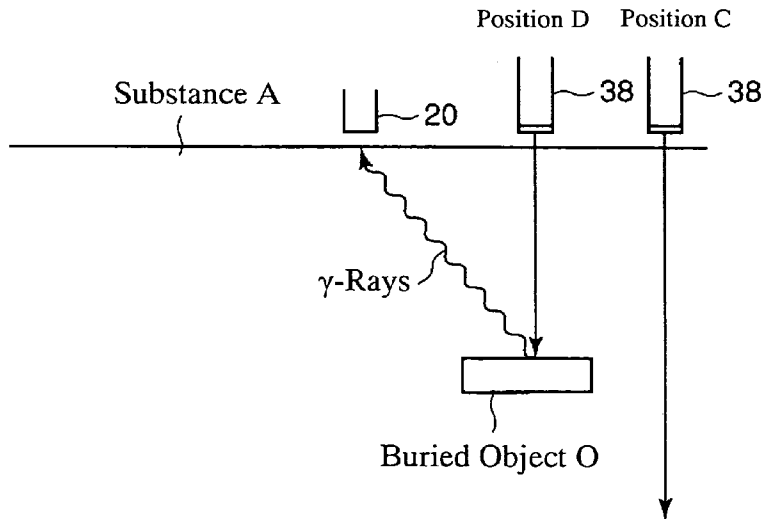 Position D Position C
Substance A
20
38
38
γ-Rays
Buried Object O